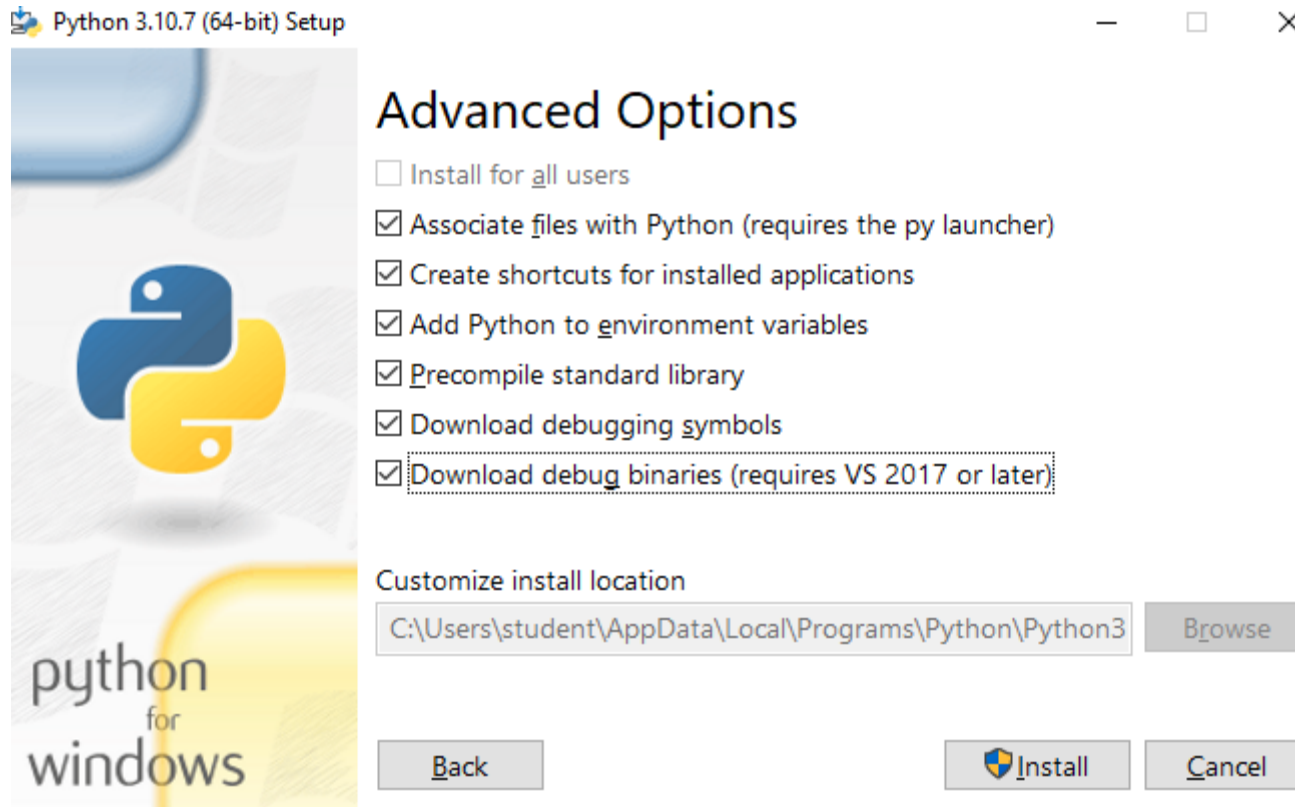 Python 3.10.7 (64-bit) Setup
Advanced Options
Install for all users
Associate files with Python (requires the py launcher)
Create shortcuts for installed applications
Add Python to environment variables
Precompile standard library
Download debugging symbols
Download debug binaries (requires VS 2017 or later)
Customize install location
C:\Users\student\AppData\Local\Programs\Python\Python3
Browse
python
for
windows
Back
Install
Cancel